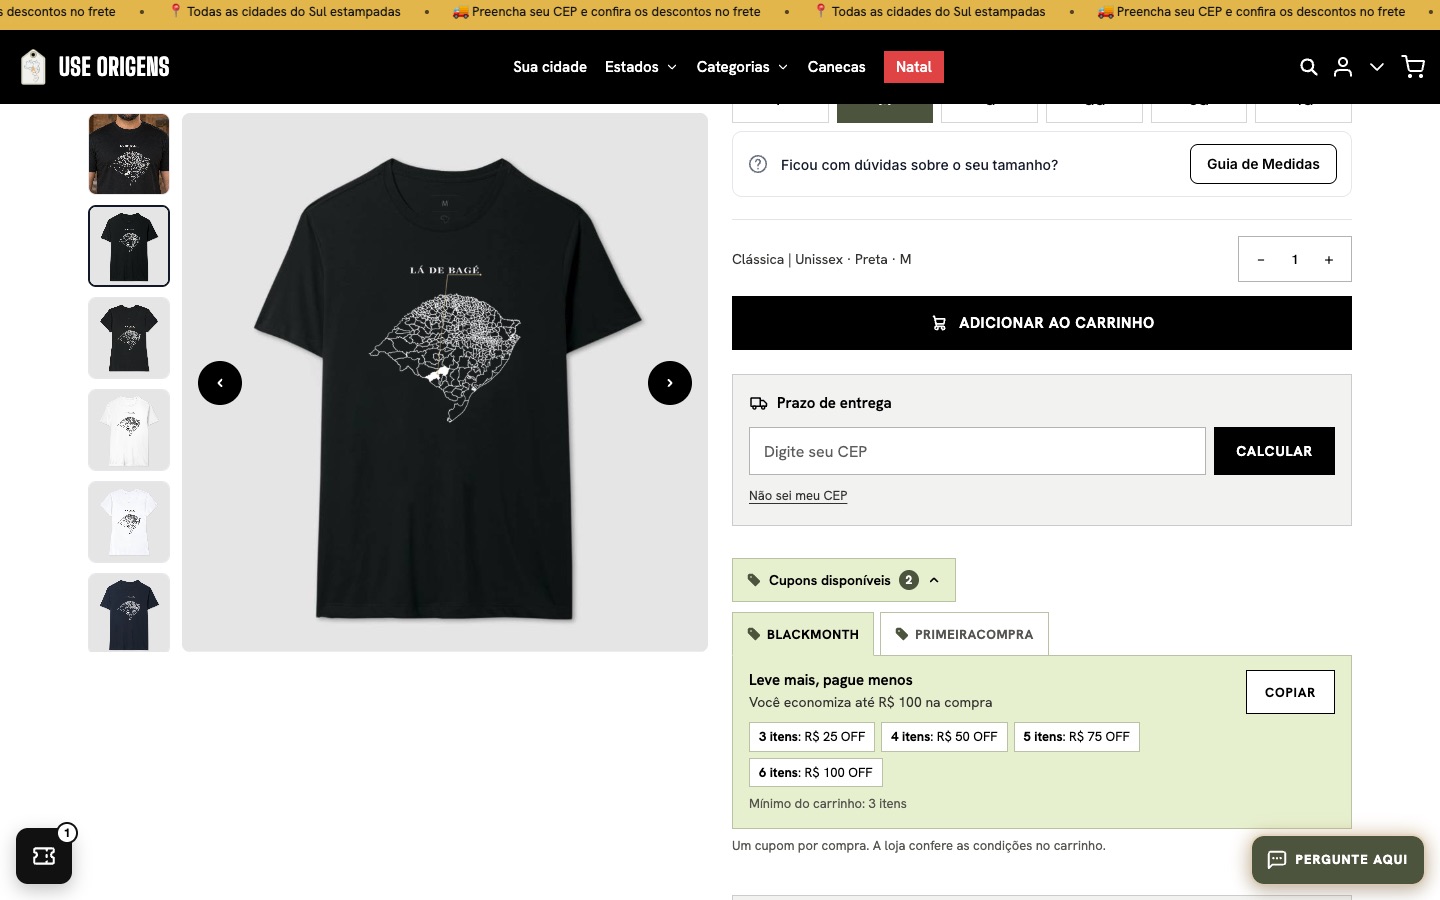 s descontos no frete • 📍 Todas as cidades do Sul estampadas • 🚚 Preencha seu CEP e confira os descontos no frete • 📍 Todas as cidades do Sul estampadas • 🚚 Preencha seu CEP e confira os descontos no frete •
USE ORIGENS
Sua cidade Estados Categorias Canecas Natal
Ficou com dúvidas sobre o seu tamanho? Guia de Medidas
M
LÁ DE BAGÉ
Clássica | Unissex · Preta · M − 1 +
ADICIONAR AO CARRINHO
Prazo de entrega
Digite seu CEP CALCULAR
Não sei meu CEP
Cupons disponíveis 2
BLACKMONTH PRIMEIRACOMPRA
Leve mais, pague menos
COPIAR
Você economiza até R$ 100 na compra
3 itens: R$ 25 OFF 4 itens: R$ 50 OFF 5 itens: R$ 75 OFF
6 itens: R$ 100 OFF
Mínimo do carrinho: 3 itens
Um cupom por compra. A loja confere as condições no carrinho.
1
PERGUNTE AQUI